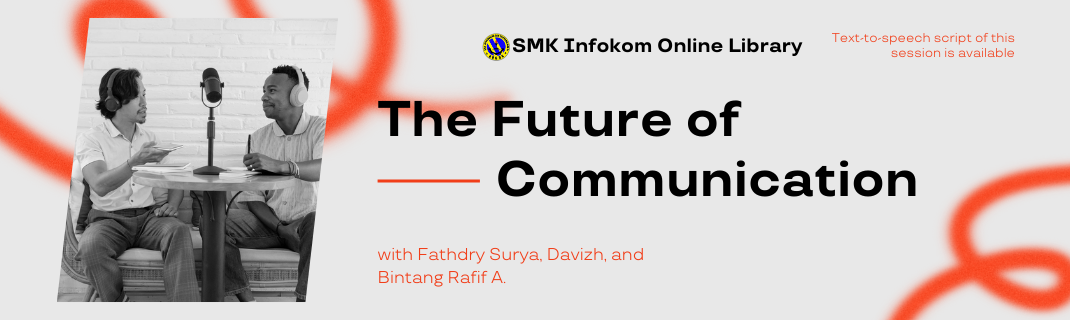 SMK Infokom Online Library
Text-to-speech script of this
session is available
The Future of
Communication
with Fathdry Surya, Davizh, and
Bintang Rafif A.